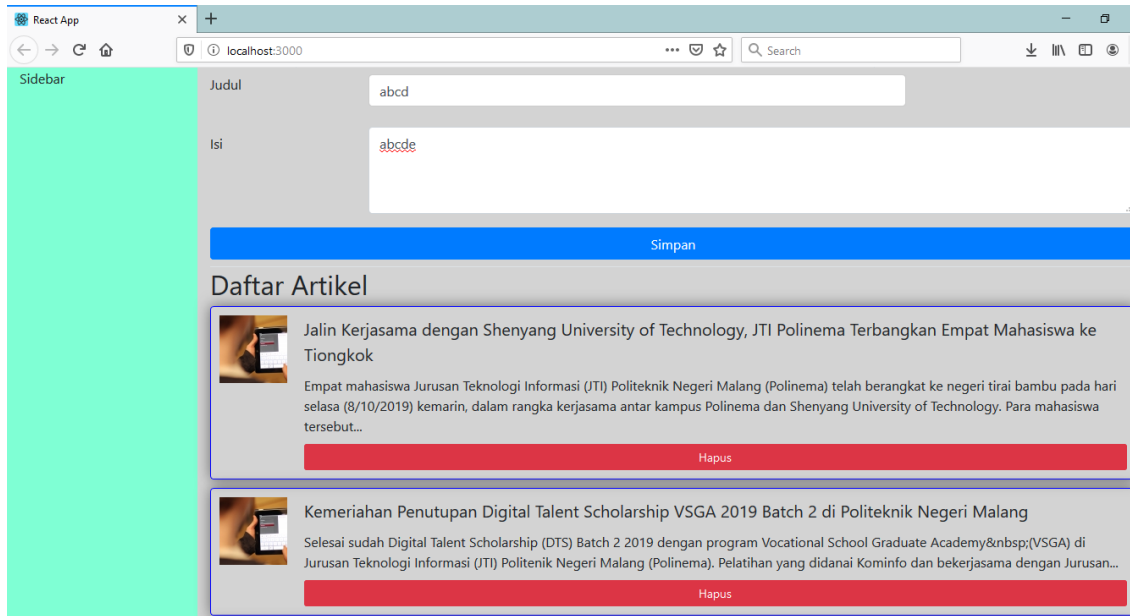 React App
localhost:3000
Search
Sidebar
Judul
abcd
Isi
abcde
Simpan
Daftar Artikel
Jalin Kerjasama dengan Shenyang University of Technology, JTI Polinema Terbangkan Empat Mahasiswa ke
Tiongkok
Empat mahasiswa Jurusan Teknologi Informasi (JTI) Politeknik Negeri Malang (Polinema) telah berangkat ke negeri tirai bambu pada hari
selasa (8/10/2019) kemarin, dalam rangka kerjasama antar kampus Polinema dan Shenyang University of Technology. Para mahasiswa
tersebut...
Hapus
Kemeriahan Penutupan Digital Talent Scholarship VSGA 2019 Batch 2 di Politeknik Negeri Malang
Selesai sudah Digital Talent Scholarship (DTS) Batch 2 2019 dengan program Vocational School Graduate Academy&nbsp;(VSGA) di
Jurusan Teknologi Informasi (JTI) Politenik Negeri Malang (Polinema). Pelatihan yang didanai Kominfo dan bekerjasama dengan Jurusan...
Hapus